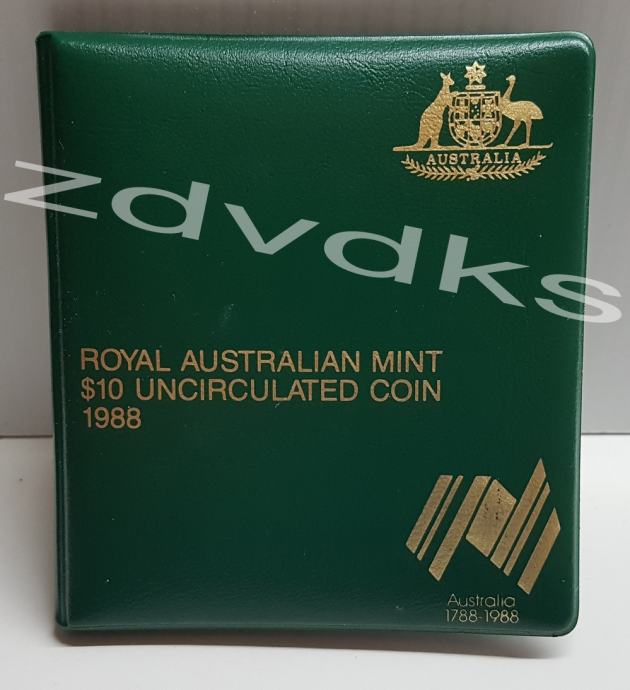 AUSTRALIA
zdvdks
ROYAL AUSTRALIAN MINT
$10 UNCIRCULATED COIN
1988
Australia
1788-1988